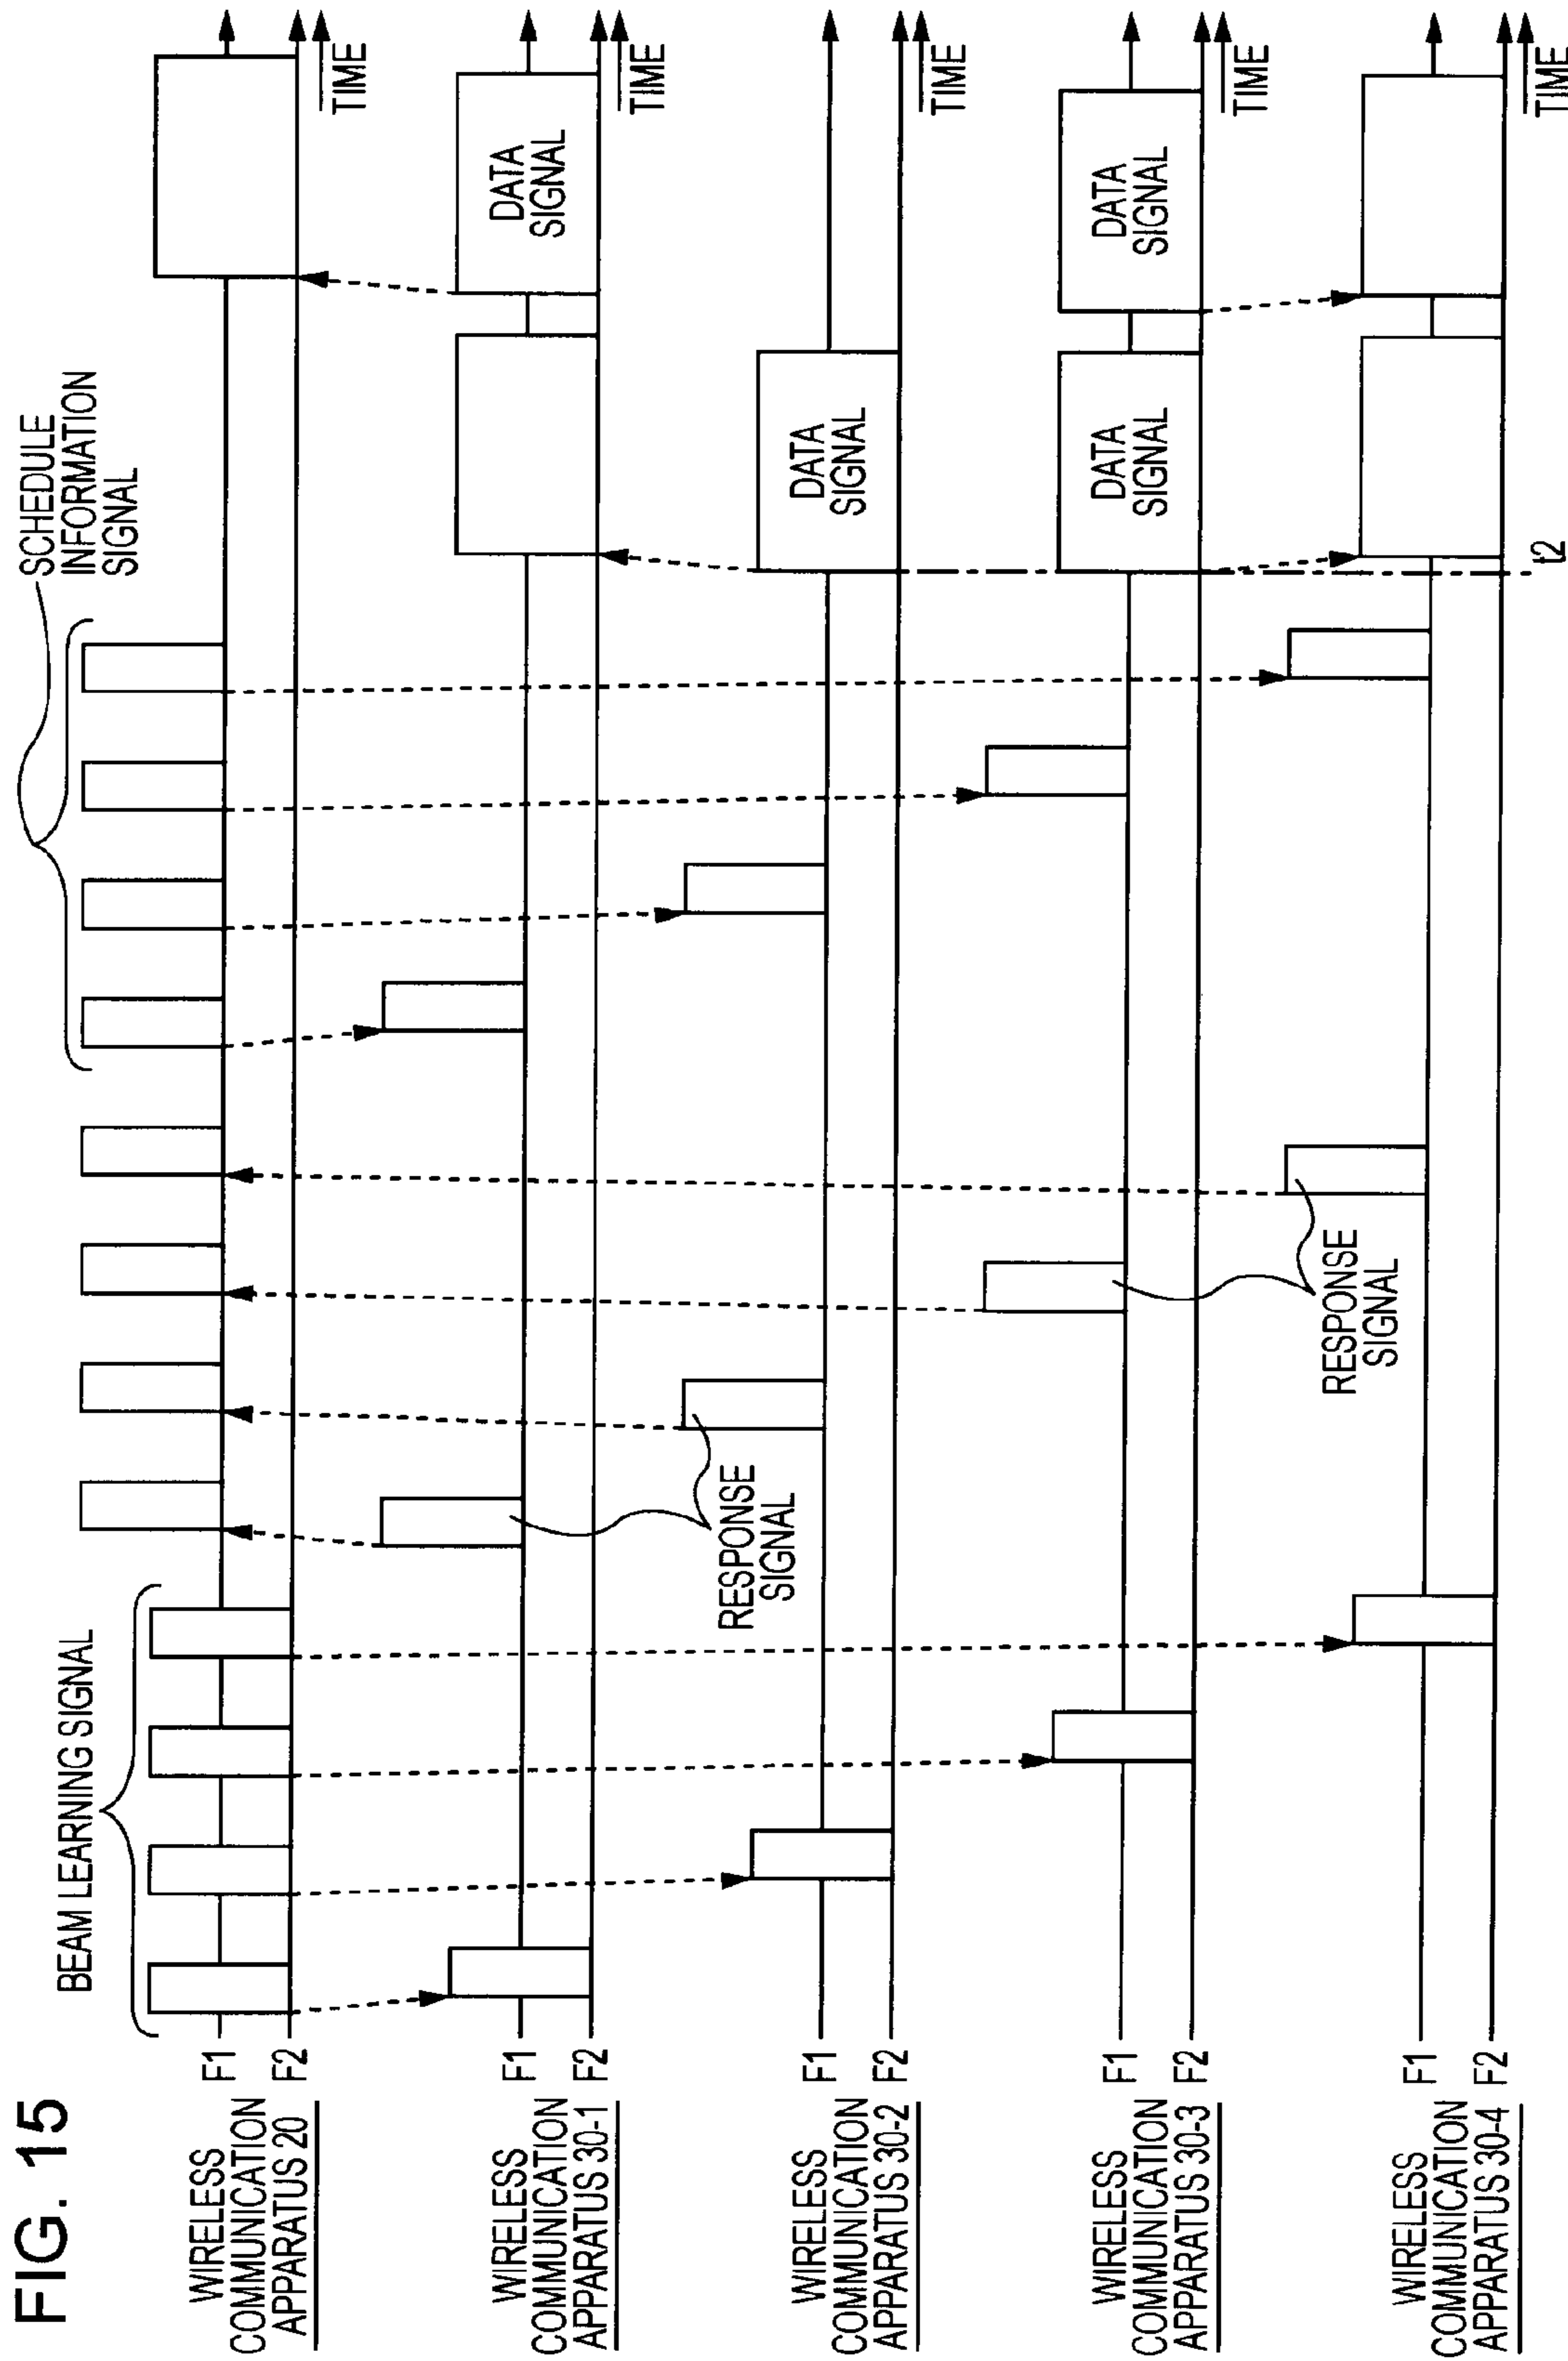 FIG. 15
BEAM LEARNING SIGNAL
SCHEDULE
INFORMATION
SIGNAL
WIRELESS
COMMUNICATION
APPARATUS 20
F1
F2
TIME
WIRELESS
COMMUNICATION
APPARATUS 30-1
F1
F2
DATA
SIGNAL
TIME
RESPONSE
SIGNAL
WIRELESS
COMMUNICATION
APPARATUS 30-2
F1
F2
DATA
SIGNAL
TIME
WIRELESS
COMMUNICATION
APPARATUS 30-3
F1
F2
DATA
SIGNAL
DATA
SIGNAL
TIME
RESPONSE
SIGNAL
WIRELESS
COMMUNICATION
APPARATUS 30-4
F1
F2
t2
TIME